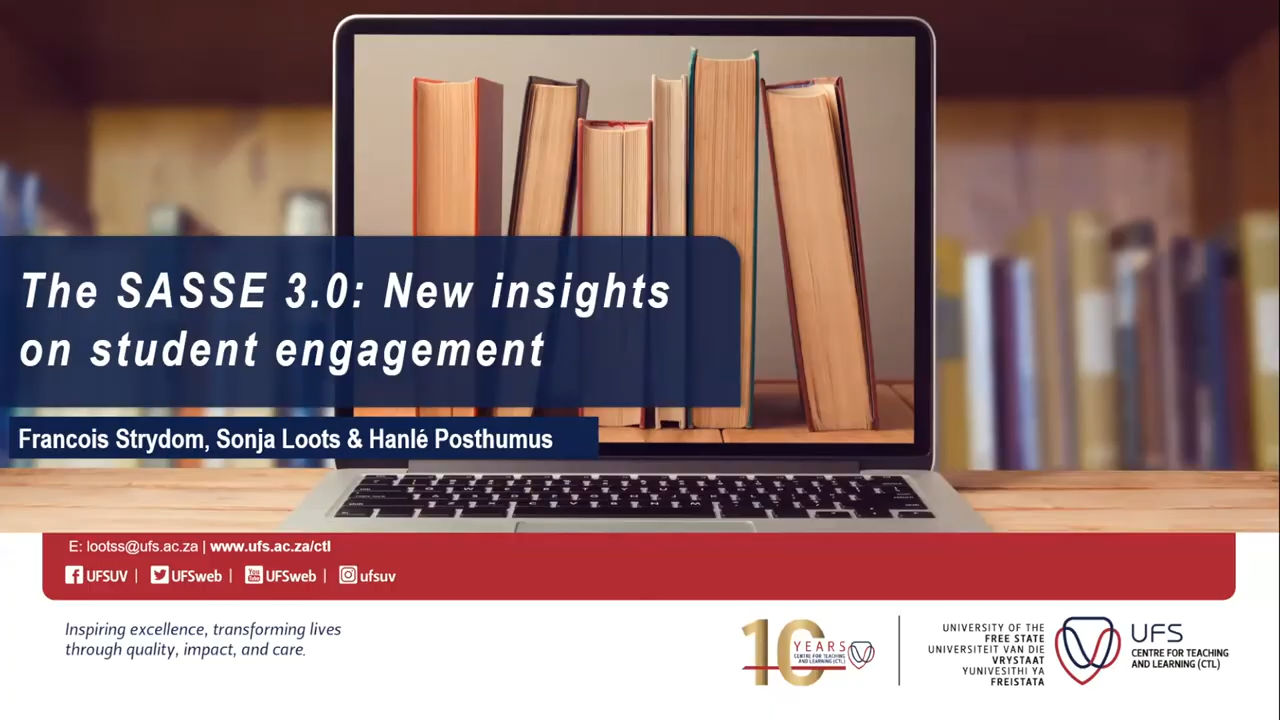 The SASSE 3.0: New insights
on student engagement
Francois Strydom, Sonja Loots & Hanlé Posthumus
E: lootss@ufs.ac.za | www.ufs.ac.za/ctl
UFSUV | UFSweb | UFSweb | ufsuv
Inspiring excellence, transforming lives
through quality, impact, and care.
10 YEARS
CENTRE FOR TEACHING
AND LEARNING (CTL)
UNIVERSITY OF THE
FREE STATE
UNIVERSITEIT VAN DIE
VRYSTAAT
YUNIVESITHI YA
FREISTATA
UFS
CENTRE FOR TEACHING
AND LEARNING (CTL)